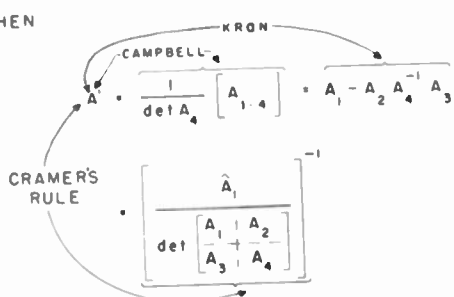 HEN
KRON
CAMPBELL
A' = 1 / det A4 [A1-4] = A1 - A2 A4^-1 A3
CRAMER'S
RULE
= [ Â1 / det [ A1 A2 / A3 A4 ] ]^-1